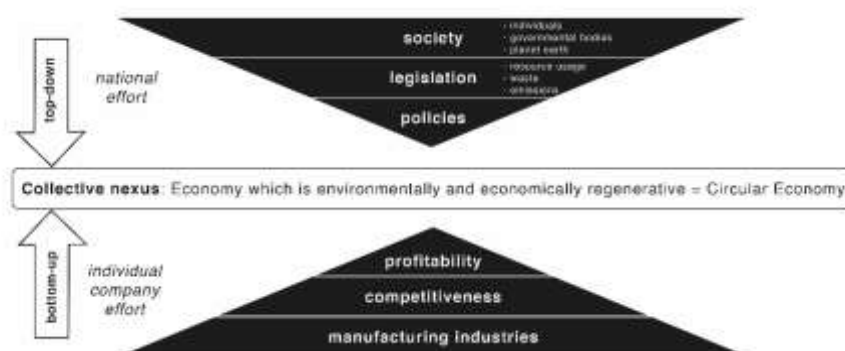 society
- individuals
- governmental bodies
- planet earth
legislation
- resource usage
- waste
- emissions
policies
top-down
national
effort
Collective nexus: Economy which is environmentally and economically regenerative = Circular Economy
bottom-up
individual
company
effort
profitability
competitiveness
manufacturing industries